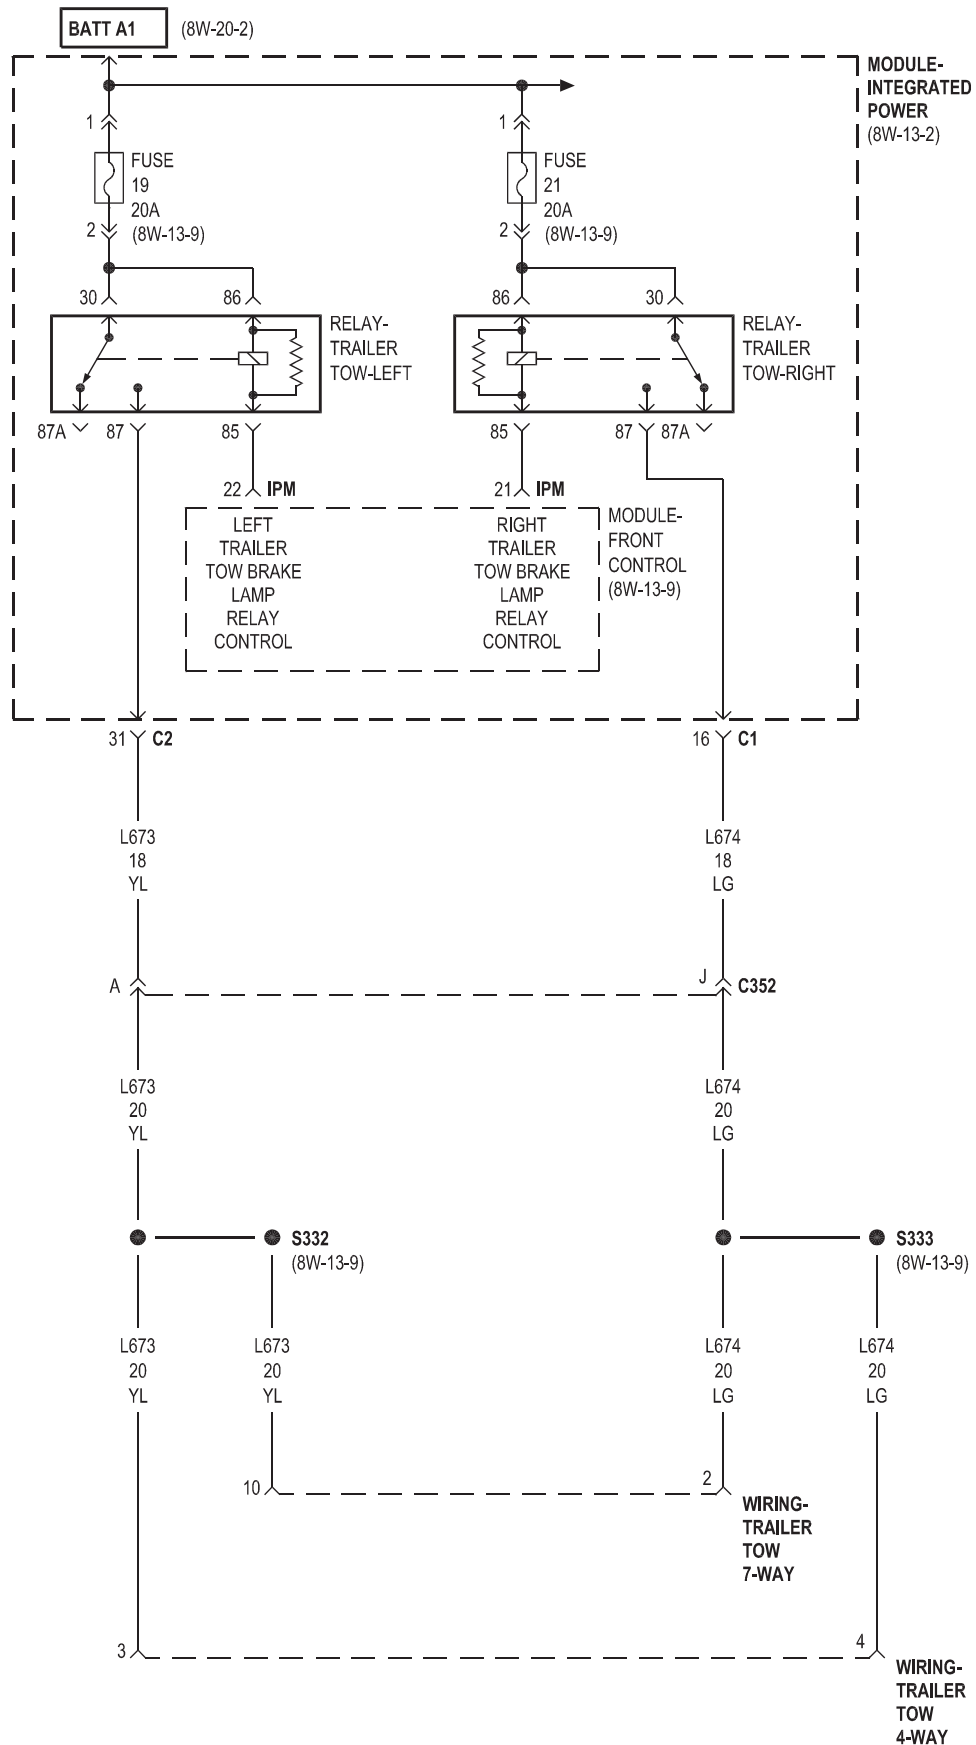 BATT A1 (8W-20-2)
MODULE-
INTEGRATED
POWER
(8W-13-2)
1
FUSE
19
20A
(8W-13-9)
2
1
FUSE
21
20A
(8W-13-9)
2
30
86
RELAY-
TRAILER
TOW-LEFT
87A
87
85
86
30
RELAY-
TRAILER
TOW-RIGHT
85
87
87A
22 IPM
21 IPM
LEFT
TRAILER
TOW BRAKE
LAMP
RELAY
CONTROL
RIGHT
TRAILER
TOW BRAKE
LAMP
RELAY
CONTROL
MODULE-
FRONT
CONTROL
(8W-13-9)
31 C2
16 C1
L673
18
YL
L674
18
LG
A
J
C352
L673
20
YL
L674
20
LG
S332
(8W-13-9)
S333
(8W-13-9)
L673
20
YL
L673
20
YL
L674
20
LG
L674
20
LG
10
2
WIRING-
TRAILER
TOW
7-WAY
3
4
WIRING-
TRAILER
TOW
4-WAY